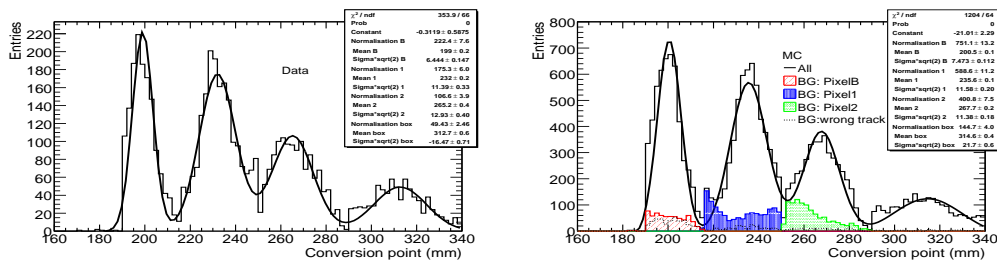 χ² / ndf 353.9 / 66
Prob 0
Constant -0.3119 ± 0.5875
Normalisation B 222.4 ± 7.6
Mean B 199 ± 0.2
Sigma*sqrt(2) B 6.444 ± 0.147
Normalisation 1 175.3 ± 6.0
Mean 1 232 ± 0.2
Sigma*sqrt(2) 1 11.39 ± 0.33
Normalisation 2 106.6 ± 3.9
Mean 2 265.2 ± 0.4
Sigma*sqrt(2) 2 12.93 ± 0.40
Normalisation box 49.43 ± 2.46
Mean box 312.7 ± 0.6
Sigma*sqrt(2) box -16.47 ± 0.71
Entries
220
200
180
160
140
120
100
80
60
40
20
0
Data
160 180 200 220 240 260 280 300 320 340
Conversion point (mm)
χ² / ndf 1204 / 64
Prob 0
Constant -21.01 ± 2.29
Normalisation B 751.1 ± 13.2
Mean B 200.5 ± 0.1
Sigma*sqrt(2) B 7.473 ± 0.112
Normalisation 1 588.6 ± 11.2
Mean 1 235.6 ± 0.1
Sigma*sqrt(2) 1 11.58 ± 0.20
Normalisation 2 400.8 ± 7.5
Mean 2 267.7 ± 0.2
Sigma*sqrt(2) 2 11.38 ± 0.18
Normalisation box 144.7 ± 4.0
Mean box 314.6 ± 0.4
Sigma*sqrt(2) box 21.7 ± 0.6
Entries
800
700
600
500
400
300
200
100
0
MC
All
BG: PixelB
BG: Pixel1
BG: Pixel2
BG:wrong track
160 180 200 220 240 260 280 300 320 340
Conversion point (mm)